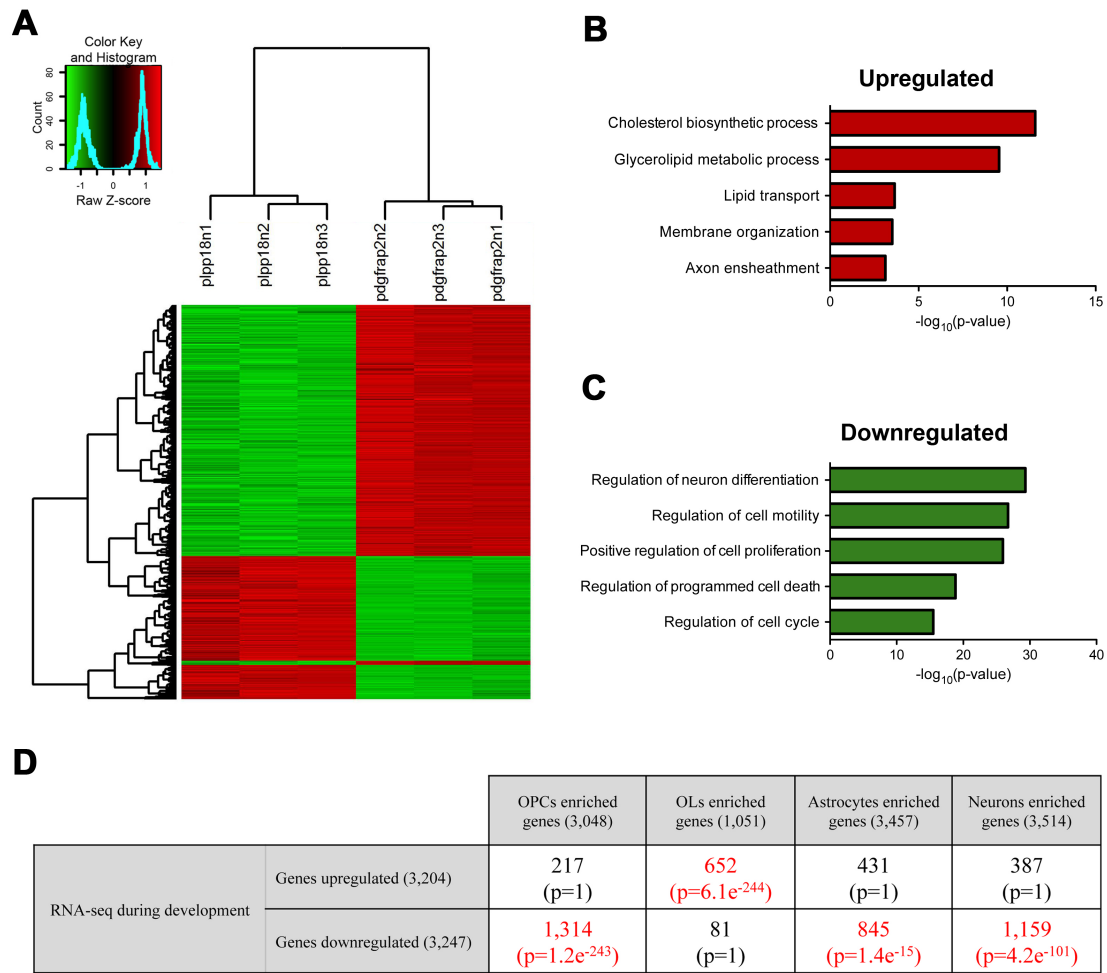 A
Color Key
and Histogram
Count
0 20 40 60 80
-1 0 1
Raw Z-score
plpp18n1
plpp18n2
plpp18n3
pdgfrap2n2
pdgfrap2n3
pdgfrap2n1
B
Upregulated
Cholesterol biosynthetic process
Glycerolipid metabolic process
Lipid transport
Membrane organization
Axon ensheathment
0 5 10 15
-log10(p-value)
C
Downregulated
Regulation of neuron differentiation
Regulation of cell motility
Positive regulation of cell proliferation
Regulation of programmed cell death
Regulation of cell cycle
0 10 20 30 40
-log10(p-value)
D
OPCs enriched
genes (3,048)
OLs enriched
genes (1,051)
Astrocytes enriched
genes (3,457)
Neurons enriched
genes (3,514)
RNA-seq during development
Genes upregulated (3,204)
217
(p=1)
652
(p=6.1e-244)
431
(p=1)
387
(p=1)
Genes downregulated (3,247)
1,314
(p=1.2e-243)
81
(p=1)
845
(p=1.4e-15)
1,159
(p=4.2e-101)